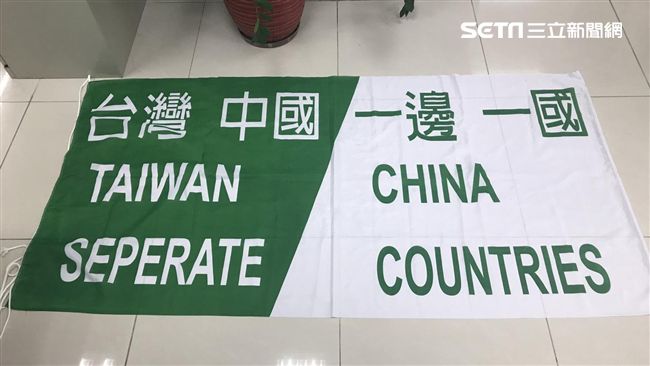 SETN三立新聞網
台灣 中國 一邊 一國
TAIWAN CHINA
SEPERATE COUNTRIES